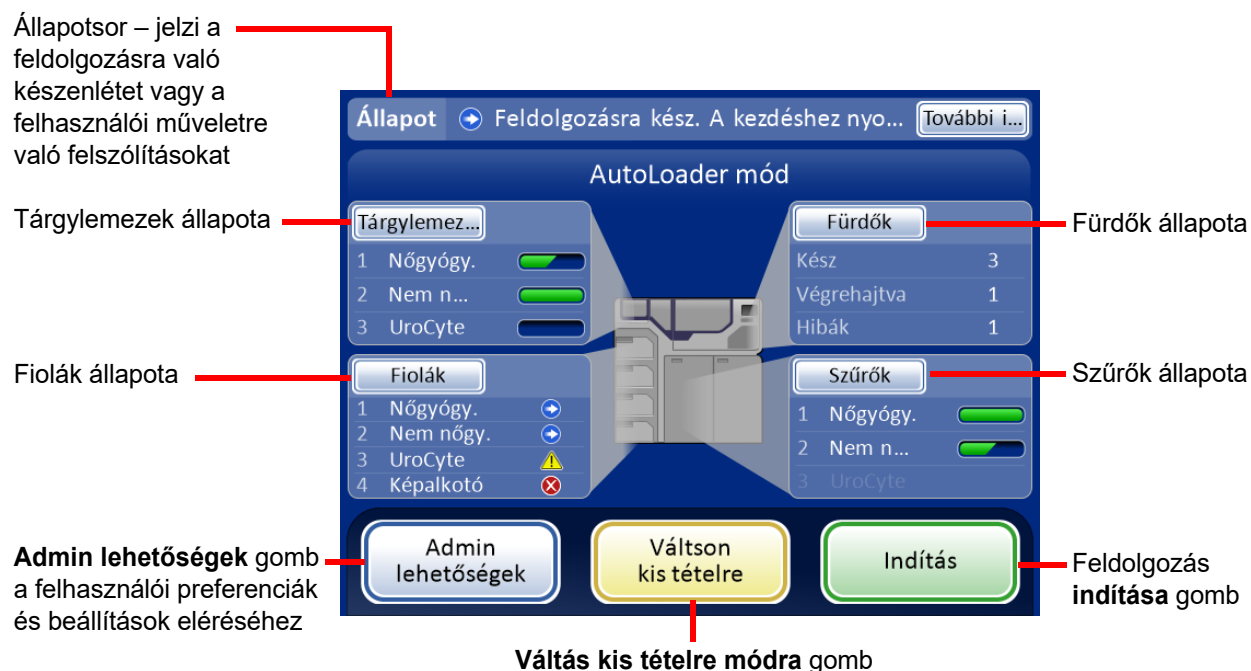 Állapotsor – jelzi a
feldolgozásra való
készenlétet vagy a
felhasználói műveletre
való felszólításokat
Tárgylemezek állapota
Fiolák állapota
Admin lehetőségek gomb
a felhasználói preferenciák
és beállítások eléréséhez
Állapot Feldolgozásra kész. A kezdéshez nyo... További i...
AutoLoader mód
Tárgylemez...
1 Nőgyógy.
2 Nem n...
3 UroCyte
Fürdők
Kész 3
Végrehajtva 1
Hibák 1
Fiolák
1 Nőgyógy.
2 Nem nőgy.
3 UroCyte
4 Képalkotó
Szűrők
1 Nőgyógy.
2 Nem n...
3 UroCyte
Admin
lehetőségek
Váltson
kis tételre
Indítás
Fürdők állapota
Szűrők állapota
Feldolgozás
indítása gomb
Váltás kis tételre módra gomb